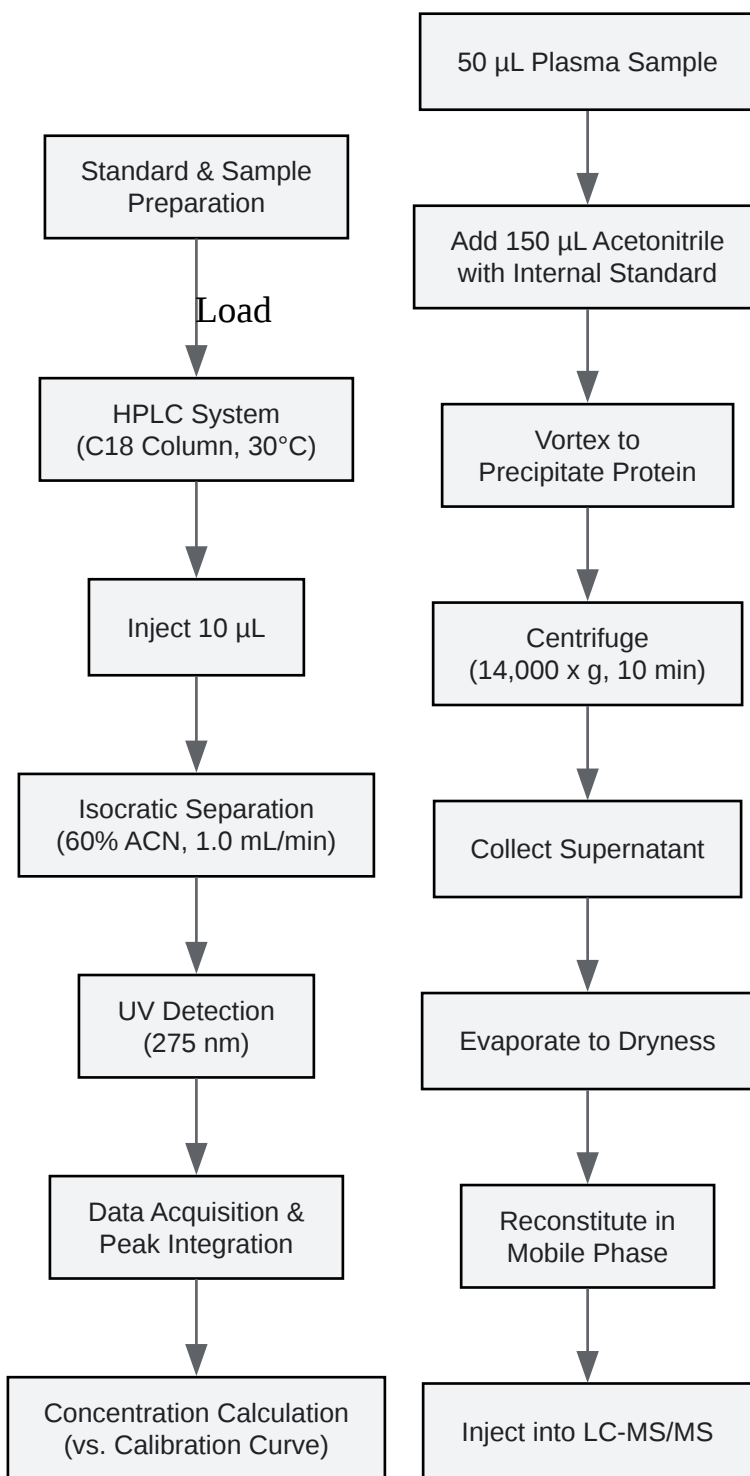 Standard & Sample
Preparation
Load
HPLC System
(C18 Column, 30°C)
Inject 10 µL
Isocratic Separation
(60% ACN, 1.0 mL/min)
UV Detection
(275 nm)
Data Acquisition &
Peak Integration
Concentration Calculation
(vs. Calibration Curve)
50 µL Plasma Sample
Add 150 µL Acetonitrile
with Internal Standard
Vortex to
Precipitate Protein
Centrifuge
(14,000 x g, 10 min)
Collect Supernatant
Evaporate to Dryness
Reconstitute in
Mobile Phase
Inject into LC-MS/MS